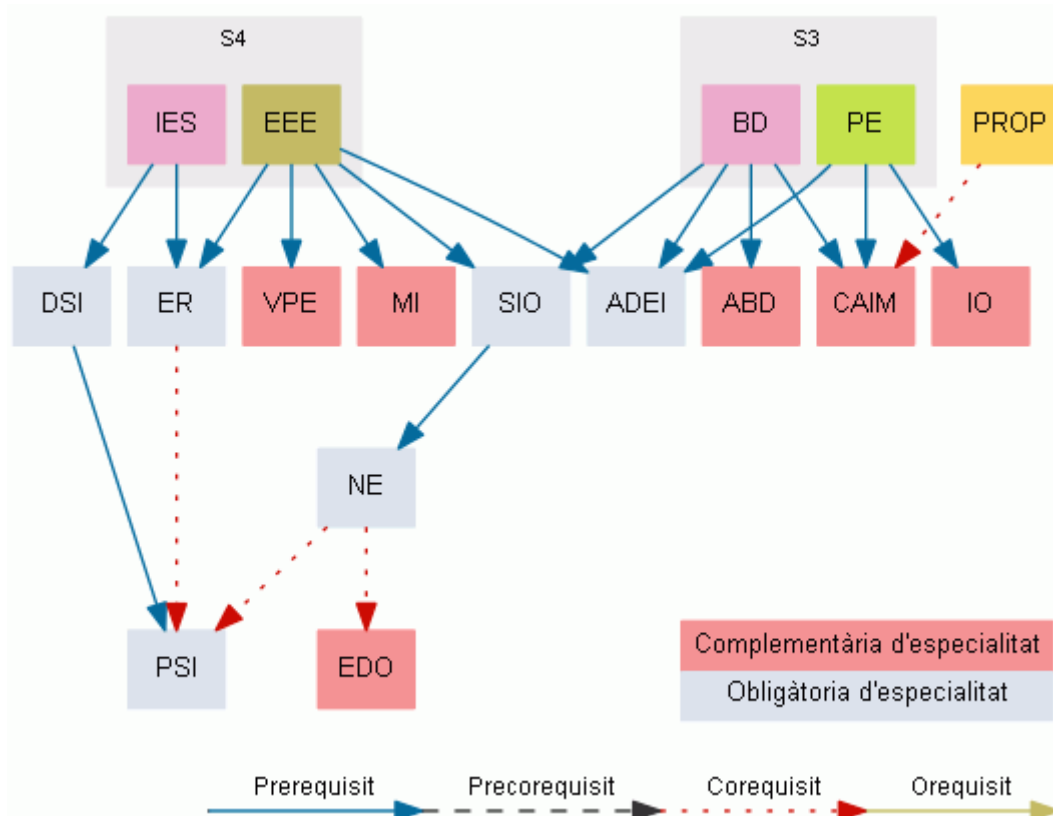 S4
S3
IES
EEE
BD
PE
PROP
DSI
ER
VPE
MI
SIO
ADEI
ABD
CAIM
IO
NE
PSI
EDO
Complementària d'especialitat
Obligàtoria d'especialitat
Prerequisit
Precorequisit
Corequisit
Orequisit